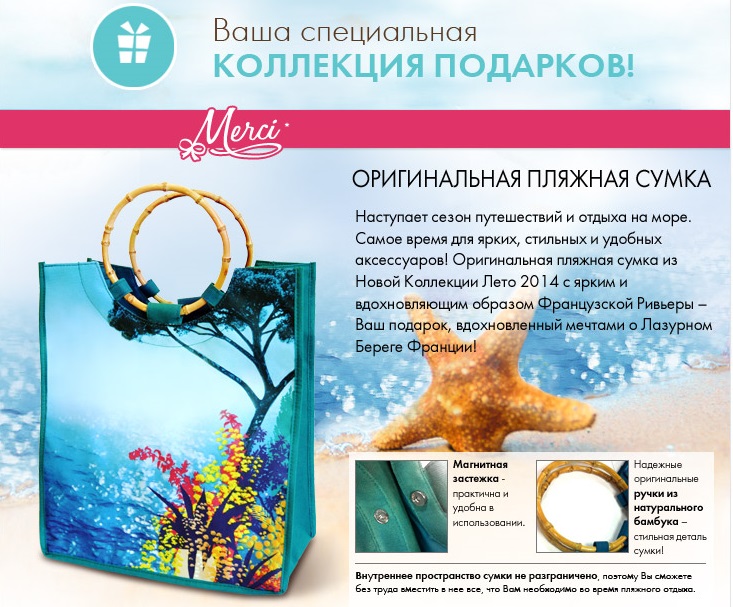 Ваша специальная
КОЛЛЕКЦИЯ ПОДАРКОВ!
Merci
ОРИГИНАЛЬНАЯ ПЛЯЖНАЯ СУМКА
Наступает сезон путешествий и отдыха на море.
Самое время для ярких, стильных и удобных
аксессуаров! Оригинальная пляжная сумка из
Новой Коллекции Лето 2014 с ярким и
вдохновляющим образом Французской Ривьеры –
Ваш подарок, вдохновленный мечтами о Лазурном
Береге Франции!
Магнитная
застежка -
практична и
удобна в
использовании.
Надежные
оригинальные
ручки из
натурального
бамбука –
стильная деталь
сумки!
Внутреннее пространство сумки не разграничено, поэтому Вы сможете
без труда вместить в нее все, что Вам необходимо во время пляжного отдыха.